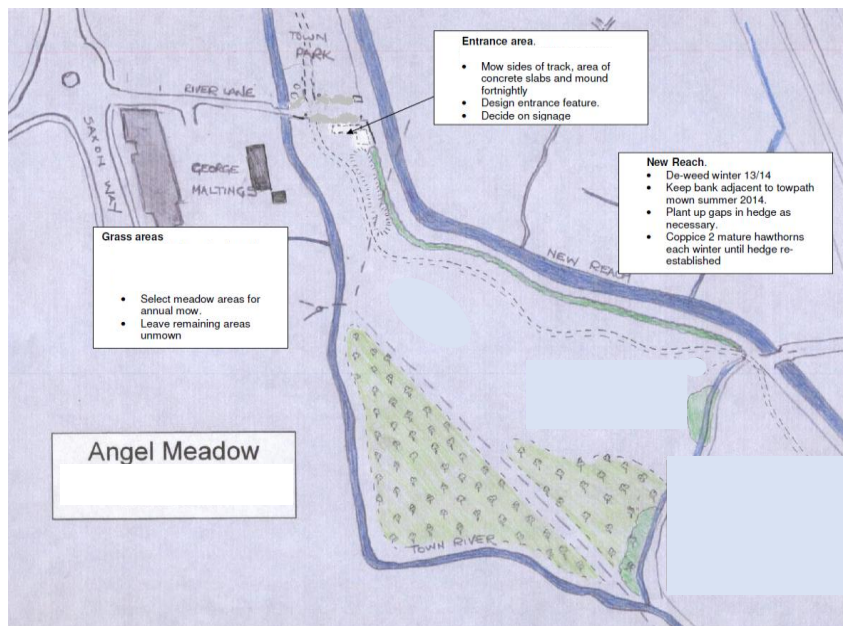 TOWN
PARK
Entrance area.
• Mow sides of track, area of
concrete slabs and mound
fortnightly
• Design entrance feature.
• Decide on signage
RIVER LANE
SAXON WAY
GEORGE
MALTINGS
New Reach.
• De-weed winter 13/14
• Keep bank adjacent to towpath
mown summer 2014.
• Plant up gaps in hedge as
necessary.
• Coppice 2 mature hawthorns
each winter until hedge re-
established
NEW REACH
Grass areas
• Select meadow areas for
annual mow.
• Leave remaining areas
unmown
Angel Meadow
TOWN RIVER